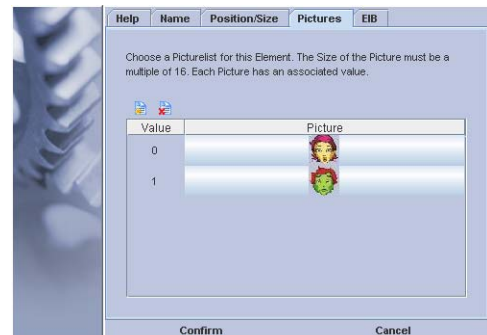 Help Name Position/Size Pictures EIB
Choose a Picturelist for this Element. The Size of the Picture must be a
multiple of 16. Each Picture has an associated value.
Value Picture
0
1
Confirm Cancel